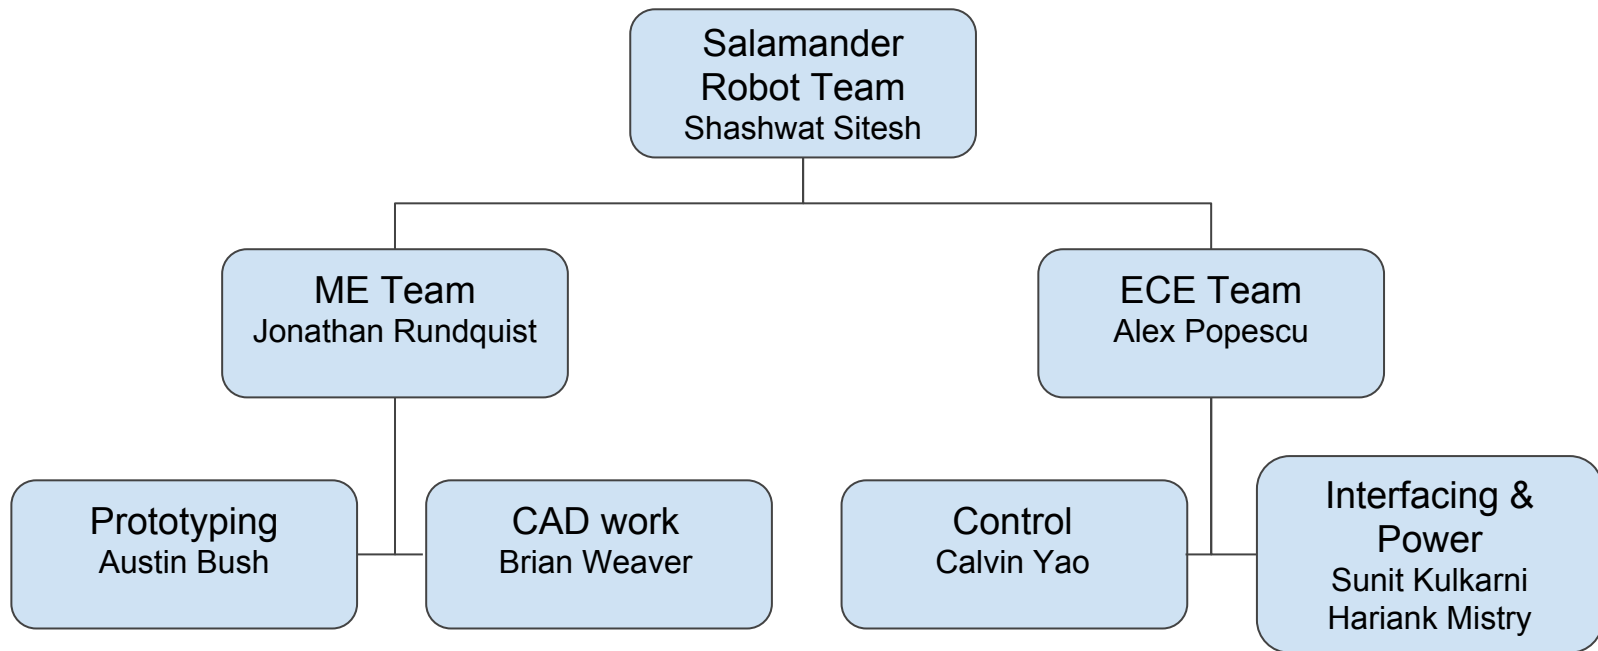 Salamander
Robot Team
Shashwat Sitesh
ME Team
Jonathan Rundquist
ECE Team
Alex Popescu
Prototyping
Austin Bush
CAD work
Brian Weaver
Control
Calvin Yao
Interfacing &
Power
Sunit Kulkarni
Hariank Mistry